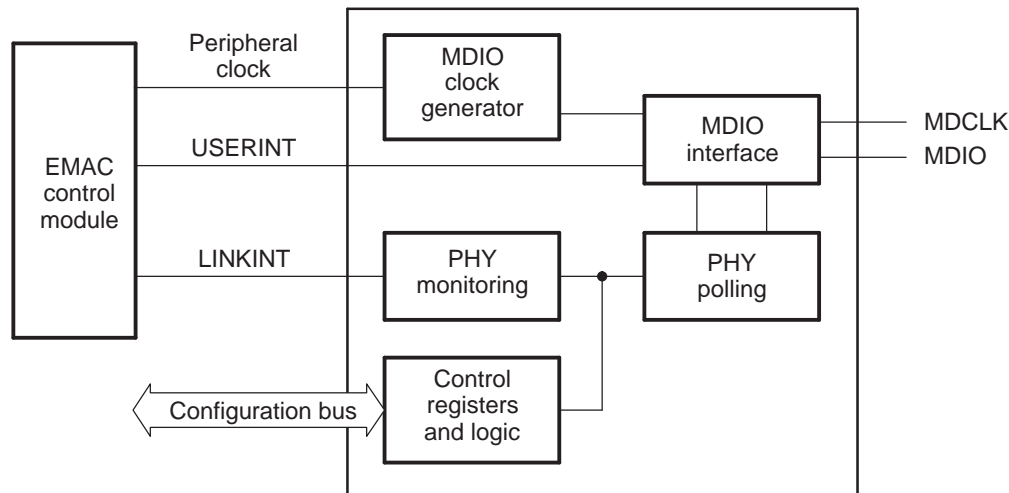 Peripheral
clock
MDIO
clock
generator
MDIO
interface
MDCLK
MDIO
USERINT
EMAC
control
module
LINKINT
PHY
monitoring
PHY
polling
Configuration bus
Control
registers
and logic